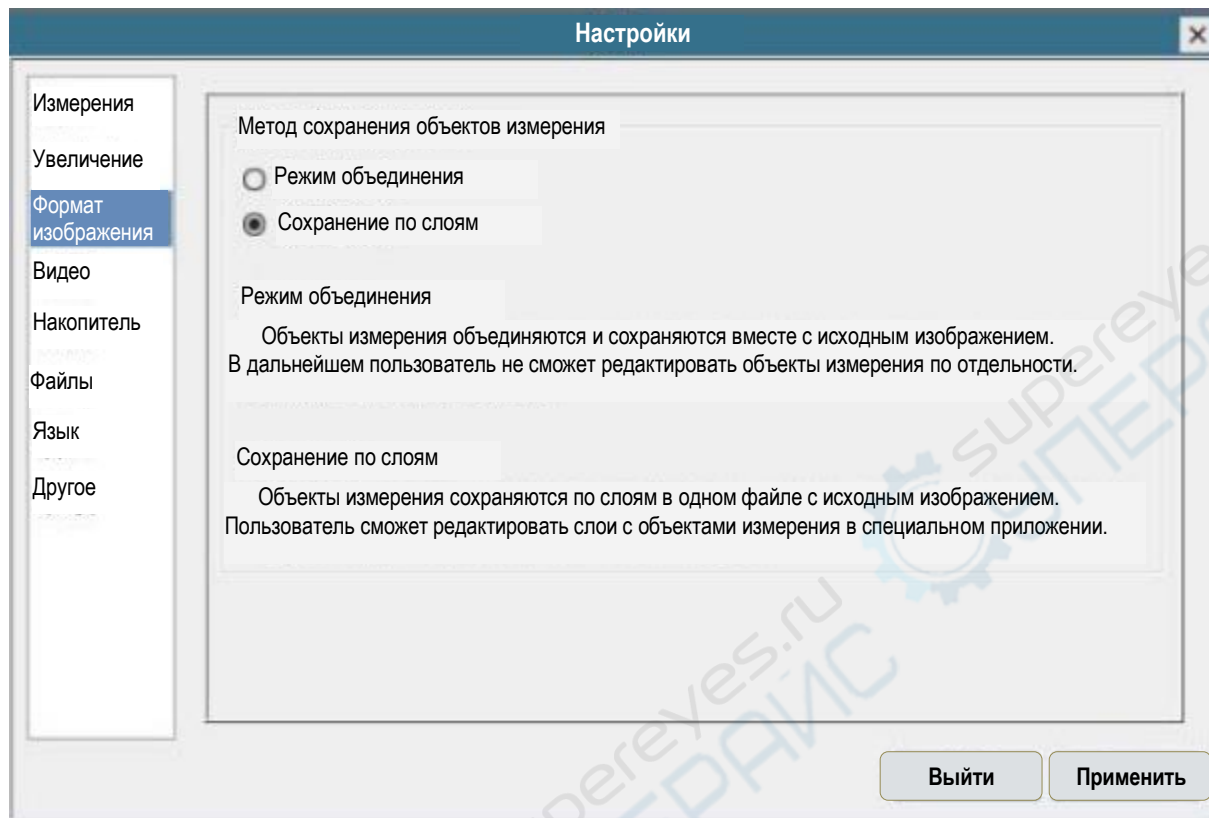 Настройки
Измерения
Увеличение
Формат
изображения
Видео
Накопитель
Файлы
Язык
Другое
Метод сохранения объектов измерения
Режим объединения
Сохранение по слоям
Режим объединения
Объекты измерения объединяются и сохраняются вместе с исходным изображением.
В дальнейшем пользователь не сможет редактировать объекты измерения по отдельности.
Сохранение по слоям
Объекты измерения сохраняются по слоям в одном файле с исходным изображением.
Пользователь сможет редактировать слои с объектами измерения в специальном приложении.
Выйти
Применить